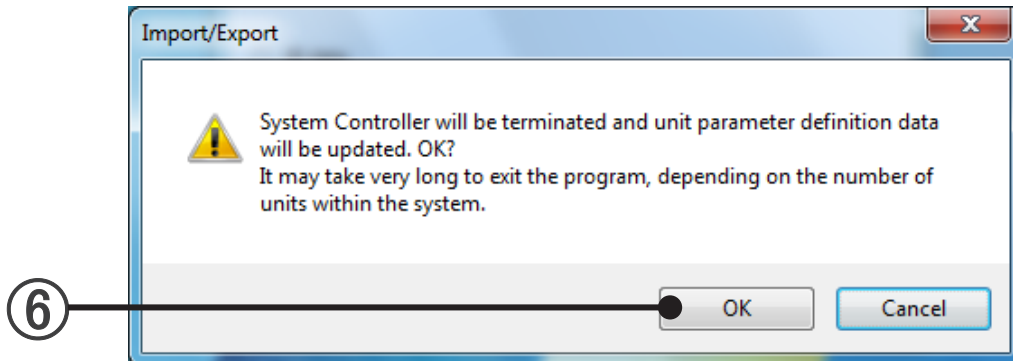 Import/Export
System Controller will be terminated and unit parameter definition data
will be updated. OK?
It may take very long to exit the program, depending on the number of
units within the system.
⑥
OK
Cancel